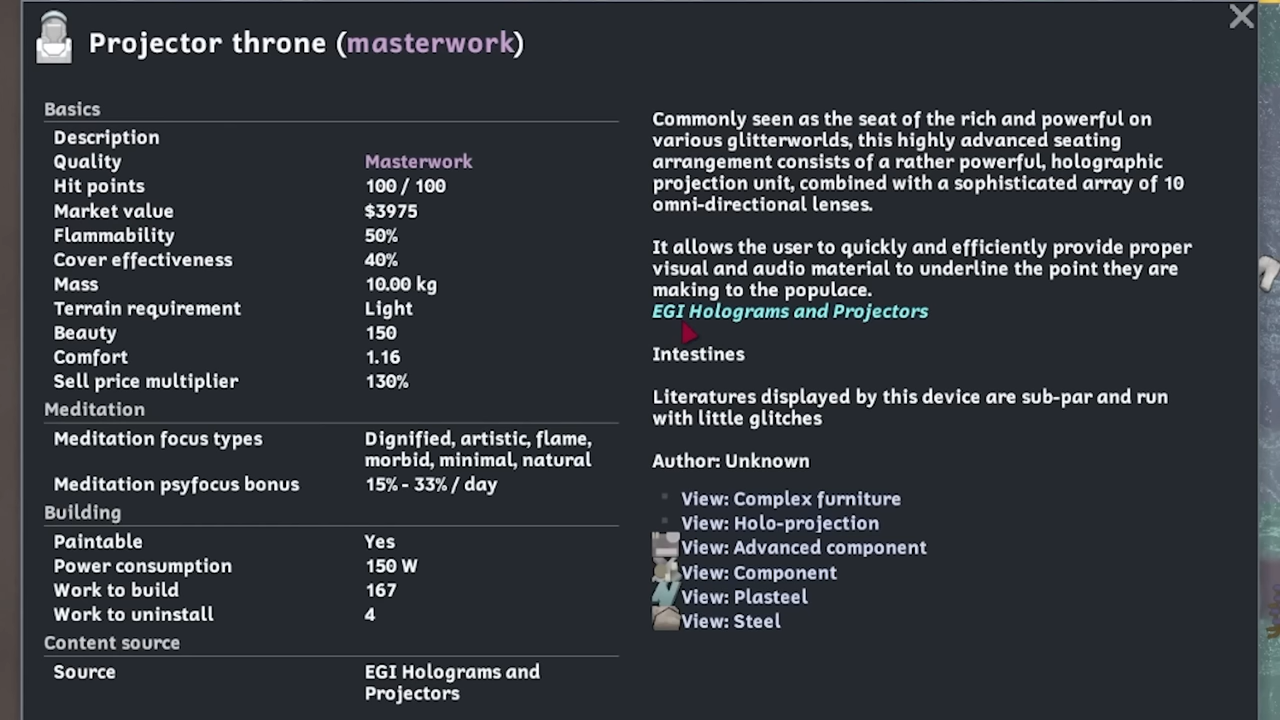 Projector throne (masterwork)
Basics
Description
Quality Masterwork
Hit points 100 / 100
Market value $3975
Flammability 50%
Cover effectiveness 40%
Mass 10.00 kg
Terrain requirement Light
Beauty 150
Comfort 1.16
Sell price multiplier 130%
Meditation
Meditation focus types Dignified, artistic, flame,
morbid, minimal, natural
Meditation psyfocus bonus 15% - 33% / day
Building
Paintable Yes
Power consumption 150 W
Work to build 167
Work to uninstall 4
Content source
Source EGI Holograms and
Projectors
Commonly seen as the seat of the rich and powerful on
various glitterworlds, this highly advanced seating
arrangement consists of a rather powerful, holographic
projection unit, combined with a sophisticated array of 10
omni-directional lenses.
It allows the user to quickly and efficiently provide proper
visual and audio material to underline the point they are
making to the populace.
EGI Holograms and Projectors
Intestines
Literatures displayed by this device are sub-par and run
with little glitches
Author: Unknown
View: Complex furniture
View: Holo-projection
View: Advanced component
View: Component
View: Plasteel
View: Steel